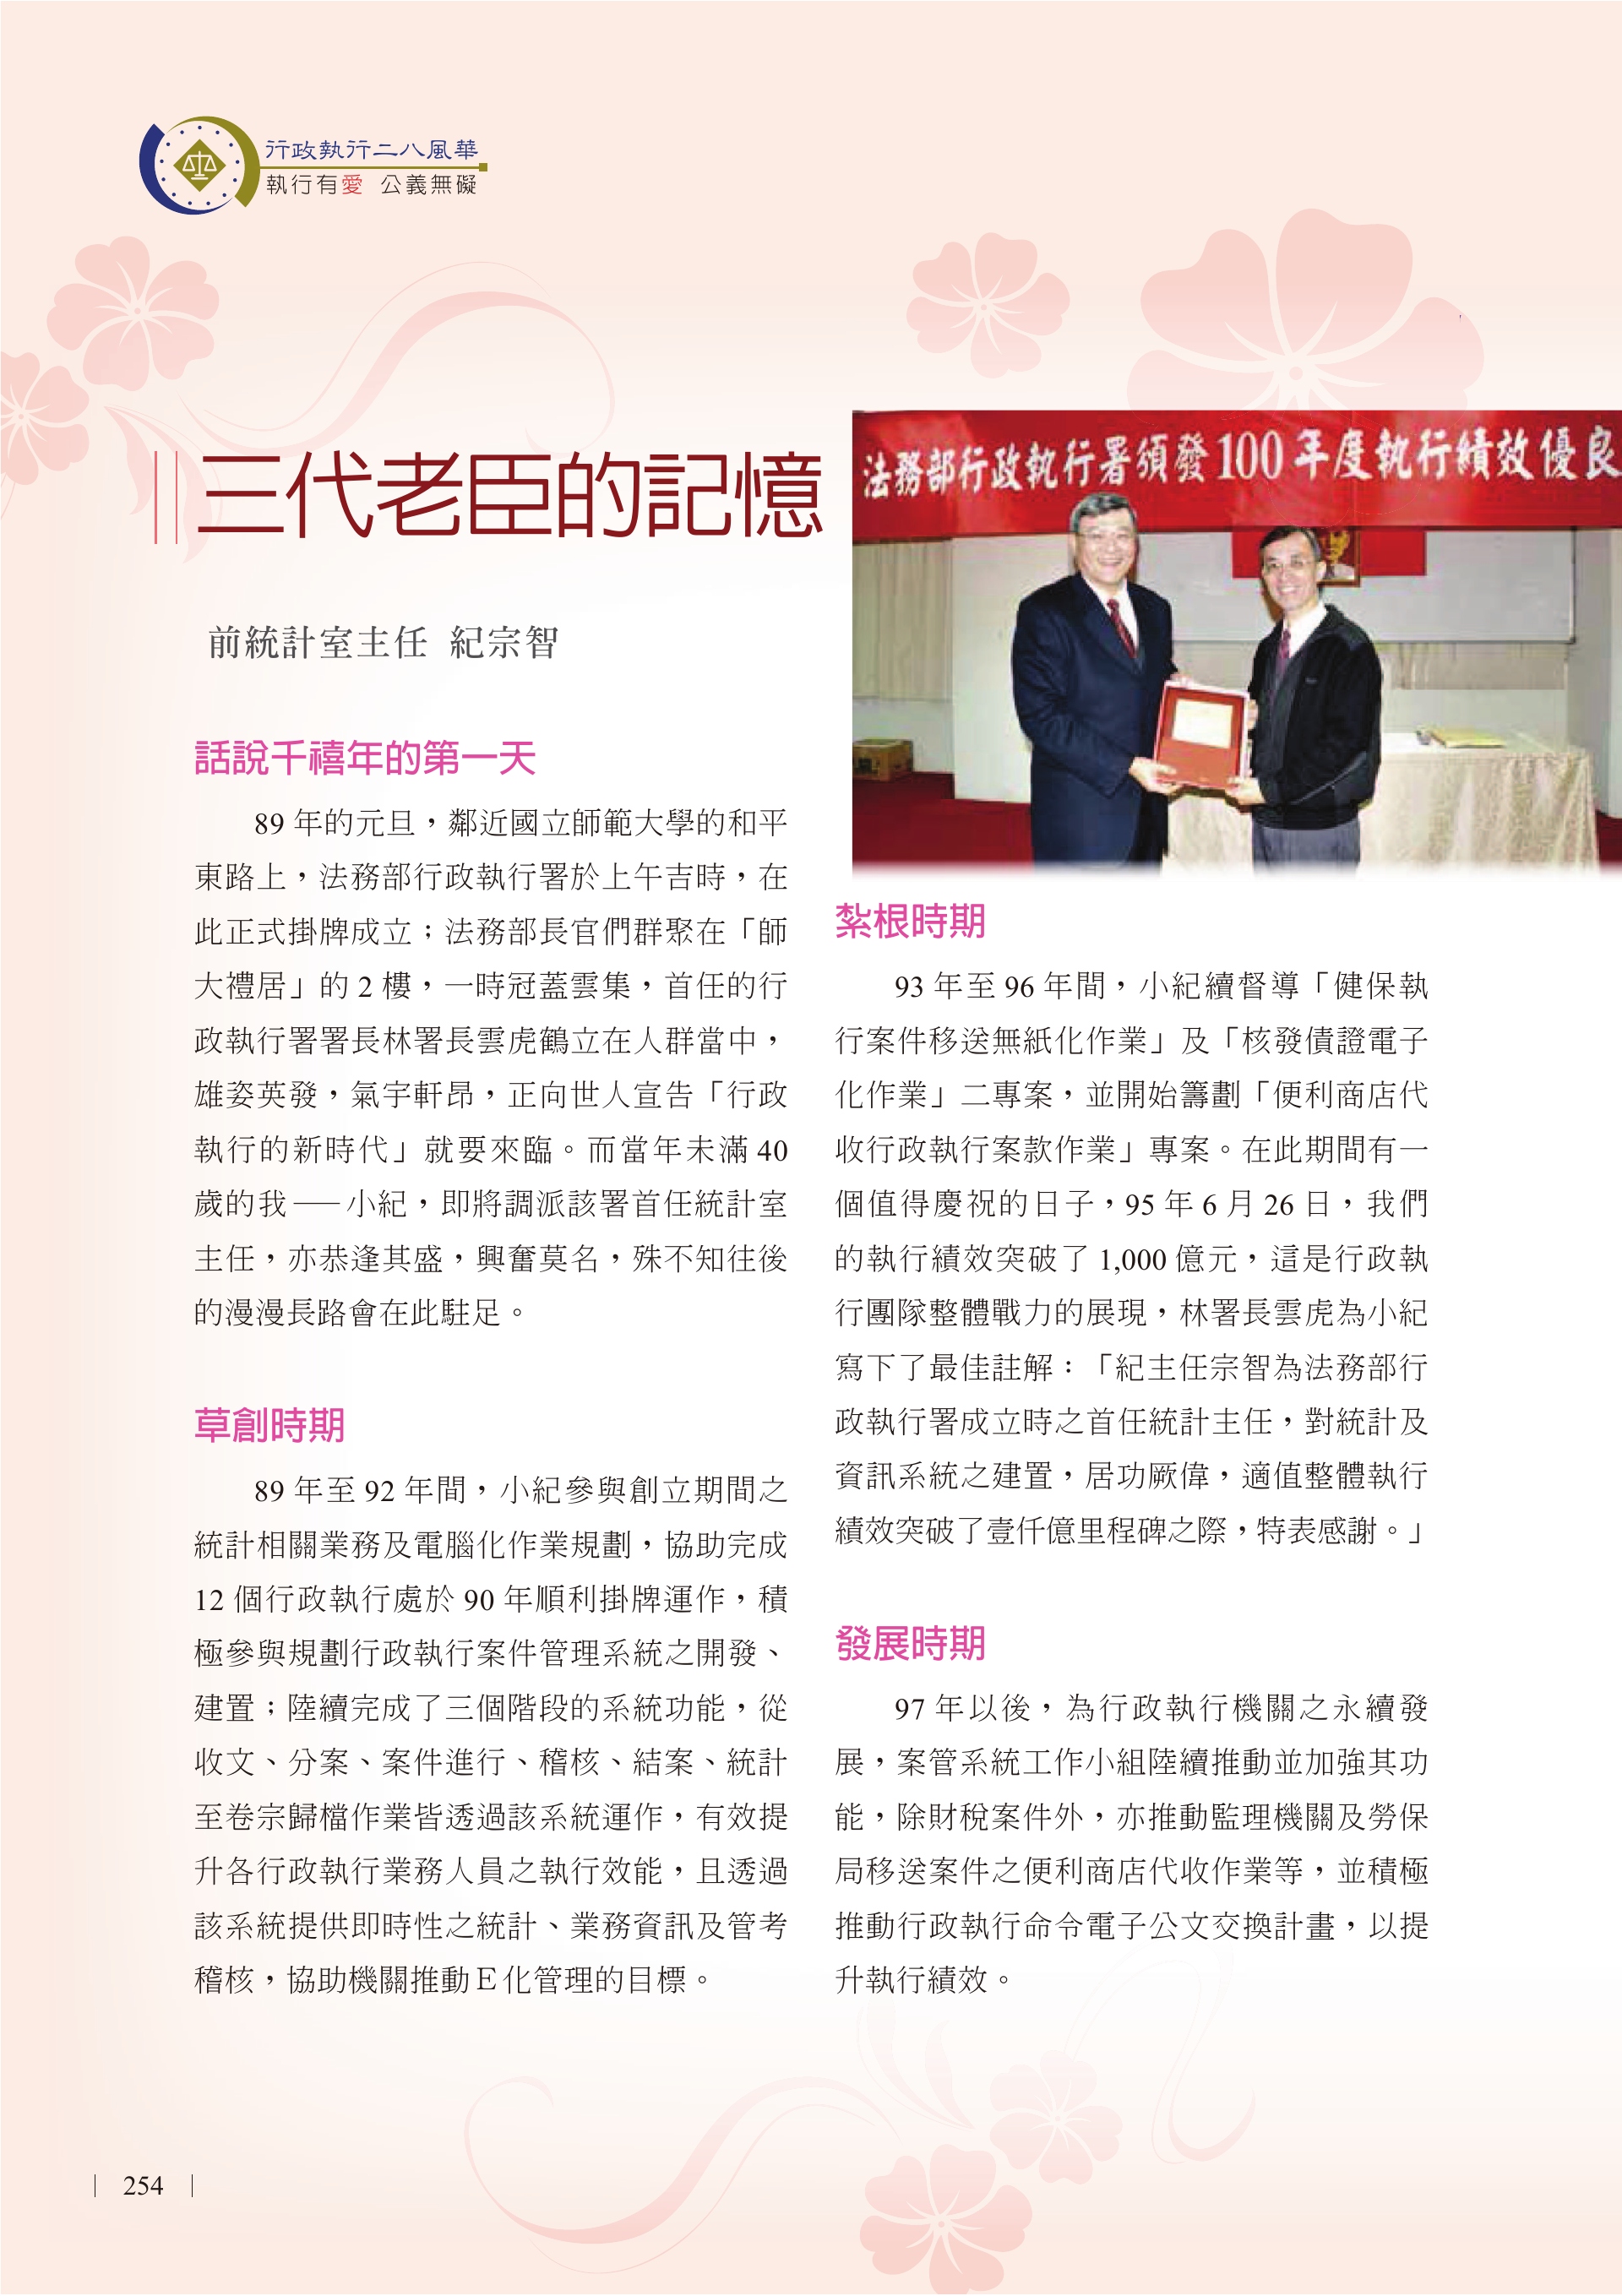 行政執行二八風華
執行有愛 公義無礙
三代老臣的記憶
法務部行政執行署頒發100年度執行績效優良
前統計室主任 紀宗智
話說千禧年的第一天
89 年的元旦，鄰近國立師範大學的和平
東路上，法務部行政執行署於上午吉時，在
此正式掛牌成立；法務部長官們群聚在「師
大禮居」的 2 樓，一時冠蓋雲集，首任的行
政執行署署長林署長雲虎鶴立在人群當中，
雄姿英發，氣宇軒昂，正向世人宣告「行政
執行的新時代」就要來臨。而當年未滿 40
歲的我——小紀，即將調派該署首任統計室
主任，亦恭逢其盛，興奮莫名，殊不知往後
的漫漫長路會在此駐足。
草創時期
89 年至 92 年間，小紀參與創立期間之
統計相關業務及電腦化作業規劃，協助完成
12 個行政執行處於 90 年順利掛牌運作，積
極參與規劃行政執行案件管理系統之開發、
建置；陸續完成了三個階段的系統功能，從
收文、分案、案件進行、稽核、結案、統計
至卷宗歸檔作業皆透過該系統運作，有效提
升各行政執行業務人員之執行效能，且透過
該系統提供即時性之統計、業務資訊及管考
稽核，協助機關推動Ｅ化管理的目標。
紮根時期
93 年至 96 年間，小紀續督導「健保執
行案件移送無紙化作業」及「核發債證電子
化作業」二專案，並開始籌劃「便利商店代
收行政執行案款作業」專案。在此期間有一
個值得慶祝的日子，95 年 6 月 26 日，我們
的執行績效突破了 1,000 億元，這是行政執
行團隊整體戰力的展現，林署長雲虎為小紀
寫下了最佳註解：「紀主任宗智為法務部行
政執行署成立時之首任統計主任，對統計及
資訊系統之建置，居功厥偉，適值整體執行
績效突破了壹仟億里程碑之際，特表感謝。」
發展時期
97 年以後，為行政執行機關之永續發
展，案管系統工作小組陸續推動並加強其功
能，除財稅案件外，亦推動監理機關及勞保
局移送案件之便利商店代收作業等，並積極
推動行政執行命令電子公文交換計畫，以提
升執行績效。
254